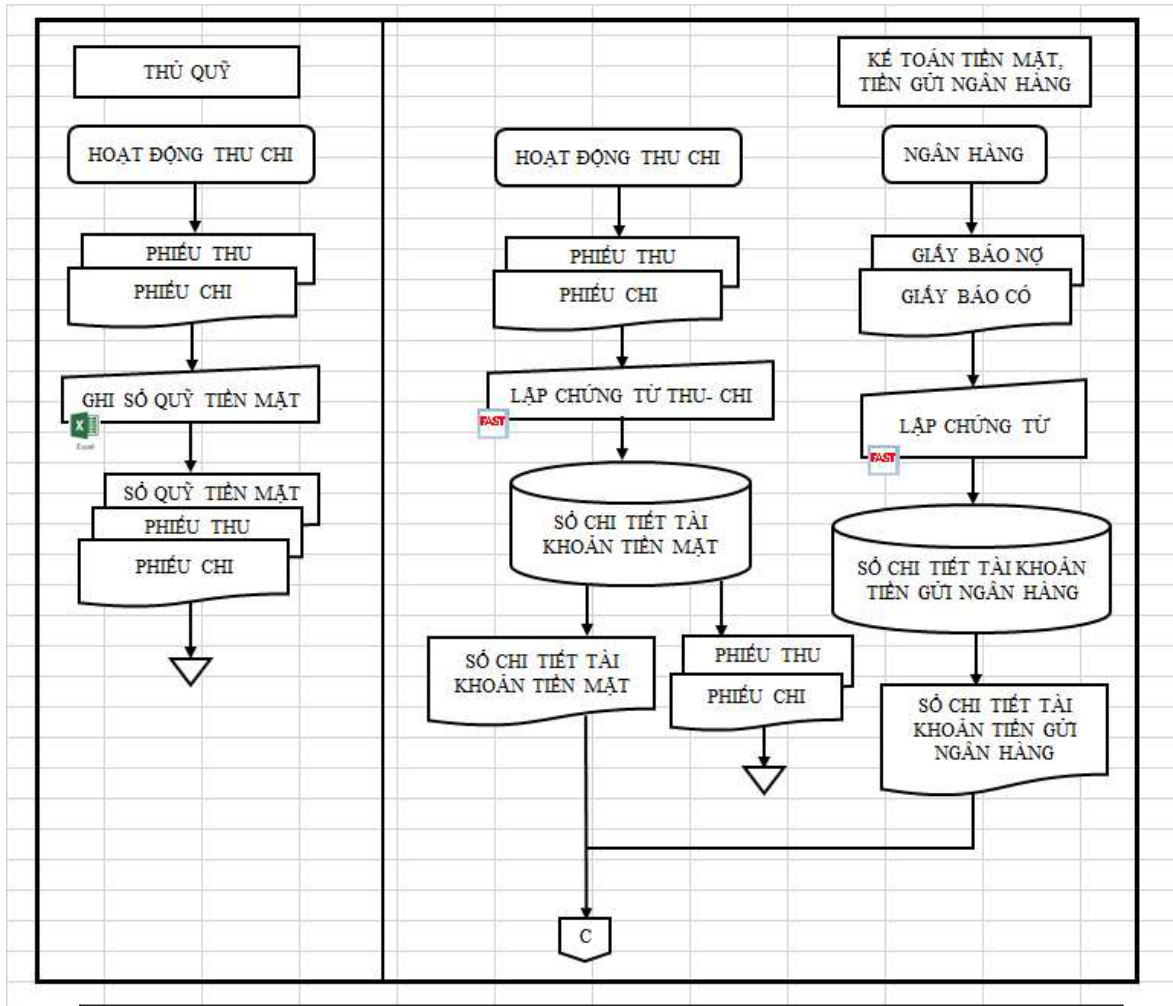 THỦ QUỸ
HOẠT ĐỘNG THU CHI
PHIẾU THU
PHIẾU CHI
GHI SỔ QUỸ TIỀN MẶT
Excel
SỔ QUỸ TIỀN MẶT
PHIẾU THU
PHIẾU CHI
KẾ TOÁN TIỀN MẶT,
TIỀN GỬI NGÂN HÀNG
HOẠT ĐỘNG THU CHI
PHIẾU THU
PHIẾU CHI
LẬP CHỨNG TỪ THU- CHI
FAST
SỔ CHI TIẾT TÀI
KHOẢN TIỀN MẶT
SỔ CHI TIẾT TÀI
KHOẢN TIỀN MẶT
PHIẾU THU
PHIẾU CHI
NGÂN HÀNG
GIẤY BÁO NỢ
GIẤY BÁO CÓ
LẬP CHỨNG TỪ
FAST
SỔ CHI TIẾT TÀI KHOẢN
TIỀN GỬI NGÂN HÀNG
SỔ CHI TIẾT TÀI
KHOẢN TIỀN GỬI
NGÂN HÀNG
C